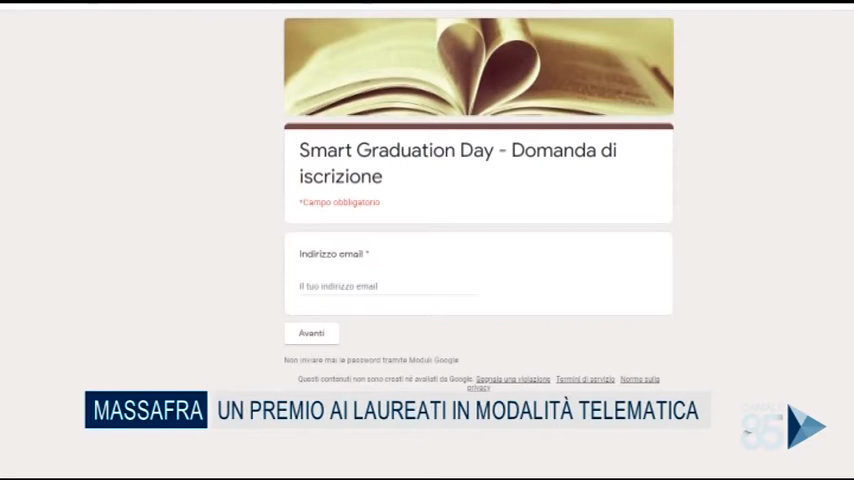 Smart Graduation Day - Domanda di
iscrizione
*Campo obbligatorio
Indirizzo email *
Il tuo indirizzo email
Avanti
Non inviare mai le password tramite Moduli Google
Questi contenuti non sono creati né avallati da Google. Segnala una violazione Termini di servizio Norme sulla
privacy
MASSAFRA UN PREMIO AI LAUREATI IN MODALITÀ TELEMATICA
CANALE
85